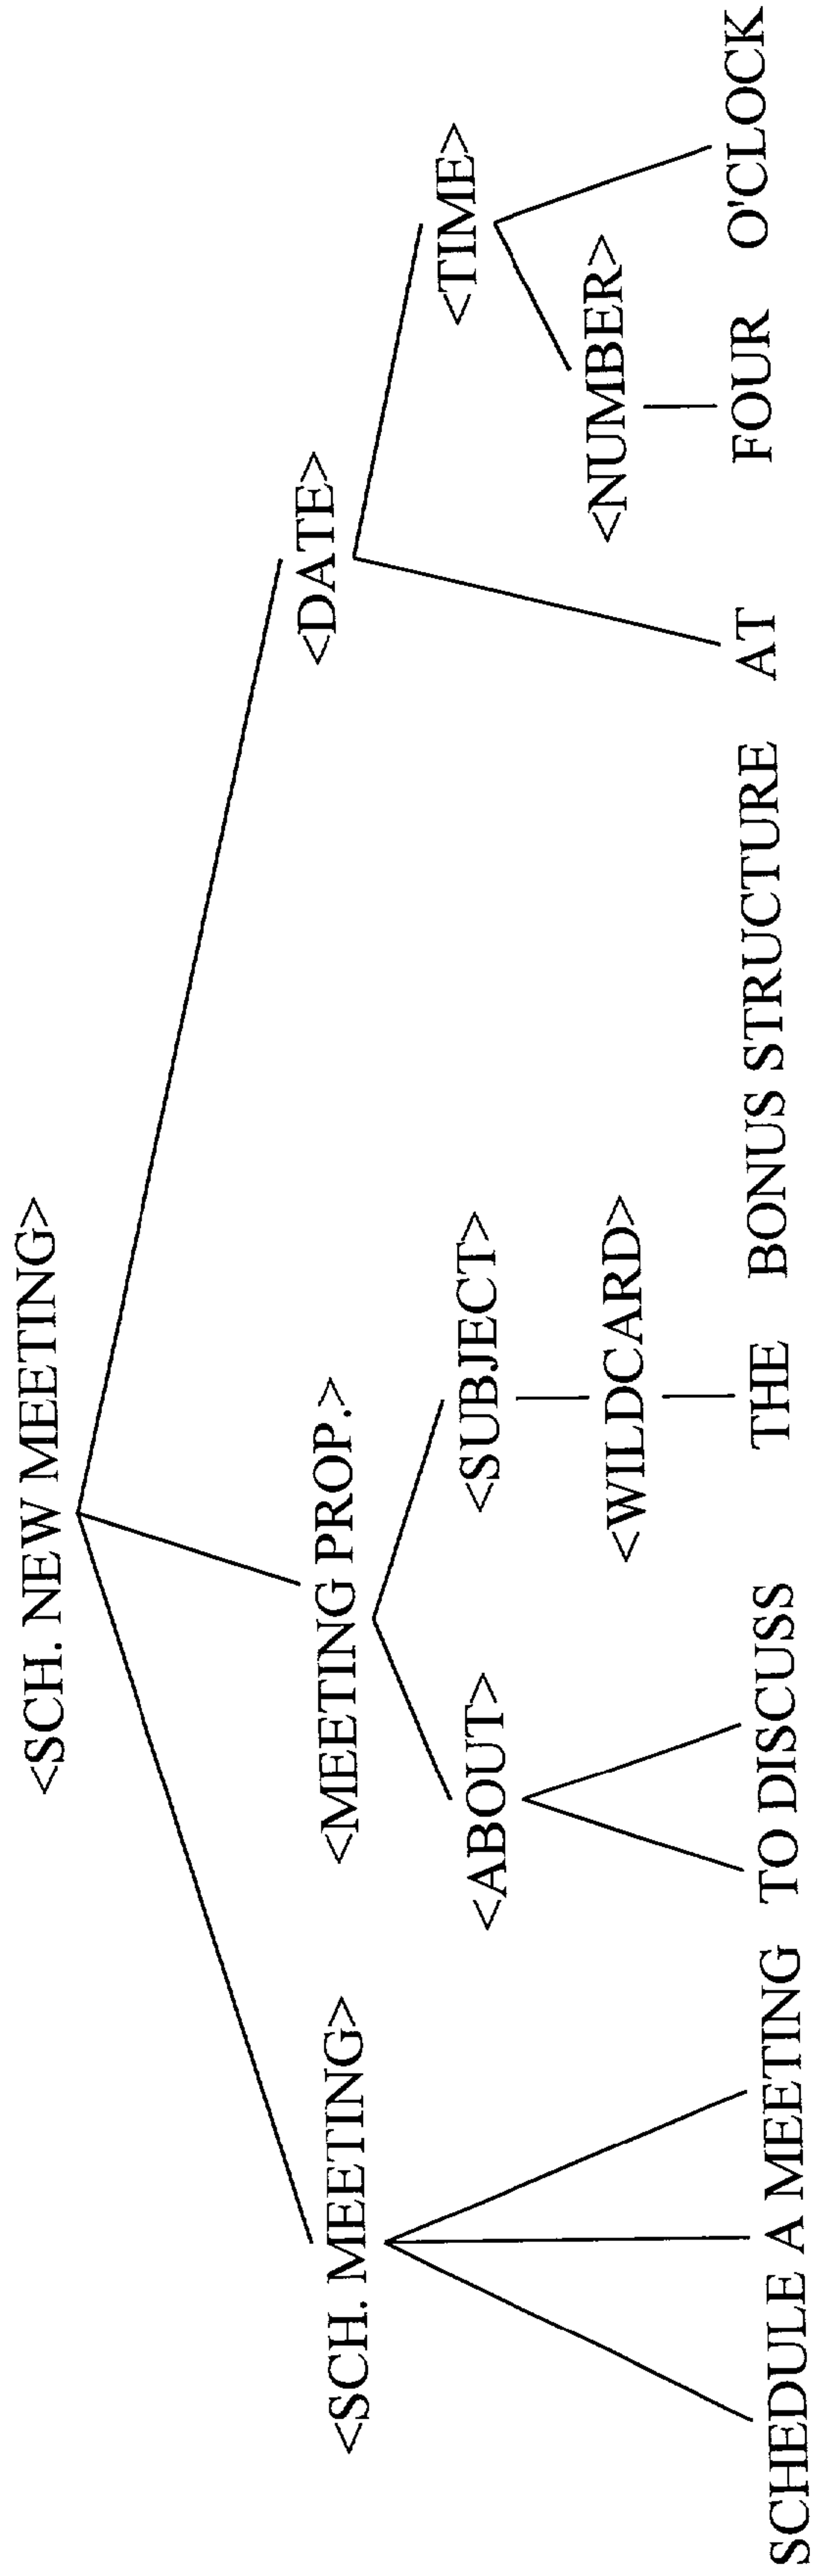 <SCH. NEW MEETING>
<SCH. MEETING> <MEETING PROP.> <DATE>
<ABOUT> <SUBJECT> <TIME>
<WILDCARD> <NUMBER>
SCHEDULE A MEETING TO DISCUSS THE BONUS STRUCTURE AT FOUR O'CLOCK